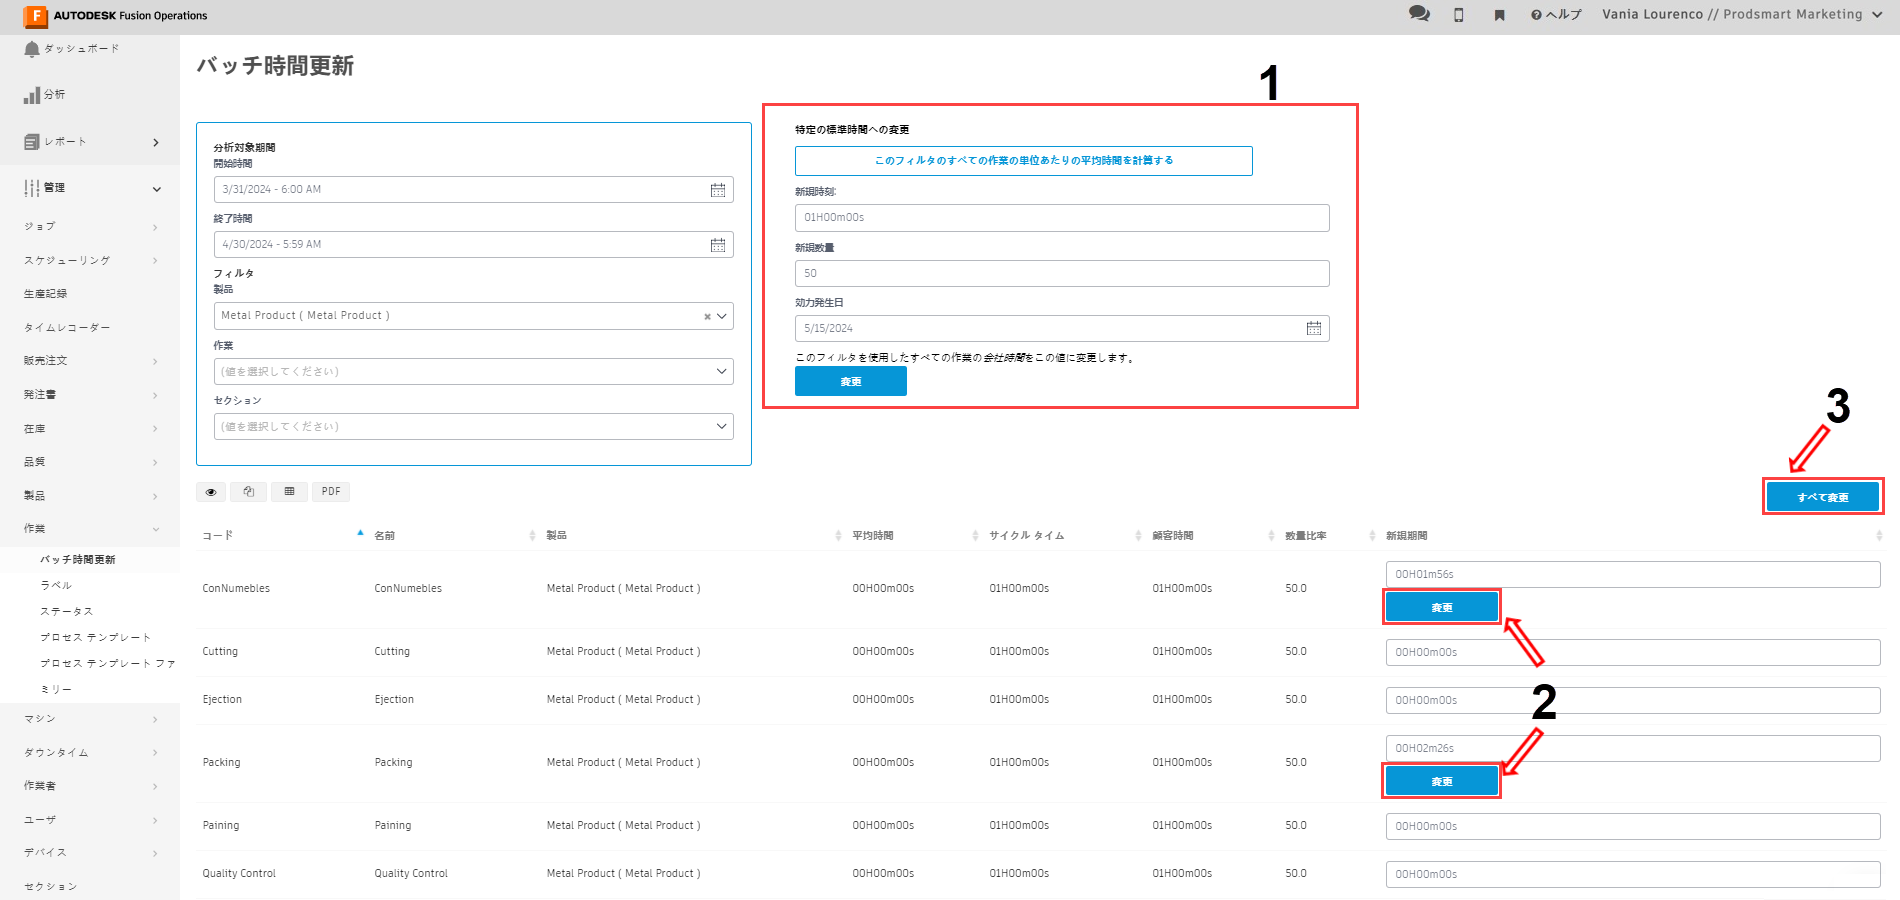 F AUTODESK Fusion Operations
ヘルプ
Vania Lourenco // Prodsmart Marketing
ダッシュボード
分析
レポート
管理
ジョブ
スケジューリング
生産記録
タイムレコーダー
販売注文
発注書
在庫
品質
製品
作業
バッチ時間更新
ラベル
ステータス
プロセス テンプレート
プロセス テンプレート ファ
ミリー
マシン
ダウンタイム
作業者
ユーザ
デバイス
セクション
バッチ時間更新
分析対象期間
開始時間
3/31/2024 - 6:00 AM
終了時間
4/30/2024 - 5:59 AM
フィルタ
製品
Metal Product ( Metal Product )
作業
(値を選択してください)
セクション
(値を選択してください)
1
特定の標準時間への変更
このフィルタのすべての作業の単位あたりの平均時間を計算する
新規時刻:
01H00m00s
新規数量
50
効力発生日
5/15/2024
このフィルタを使用したすべての作業の会社時間をこの値に変更します。
変更
3
PDF
すべて変更
コード 名前 製品 平均時間 サイクル タイム 顧客時間 数量比率 新規期間
ConNumebles ConNumebles Metal Product ( Metal Product ) 00H00m00s 01H00m00s 01H00m00s 50.0 00H01m56s
変更
Cutting Cutting Metal Product ( Metal Product ) 00H00m00s 01H00m00s 01H00m00s 50.0 00H00m00s
Ejection Ejection Metal Product ( Metal Product ) 00H00m00s 01H00m00s 01H00m00s 50.0 00H00m00s
2
Packing Packing Metal Product ( Metal Product ) 00H00m00s 01H00m00s 01H00m00s 50.0 00H02m26s
変更
Paining Paining Metal Product ( Metal Product ) 00H00m00s 01H00m00s 01H00m00s 50.0 00H00m00s
Quality Control Quality Control Metal Product ( Metal Product ) 00H00m00s 01H00m00s 01H00m00s 50.0 00H00m00s